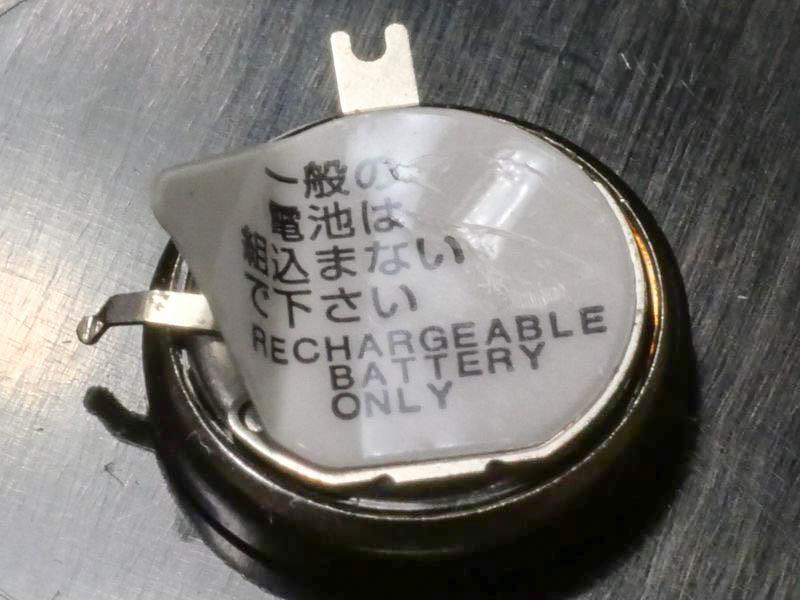 一般の
電池は
組込まない
で下さい
RECHARGEABLE
BATTERY
ONLY